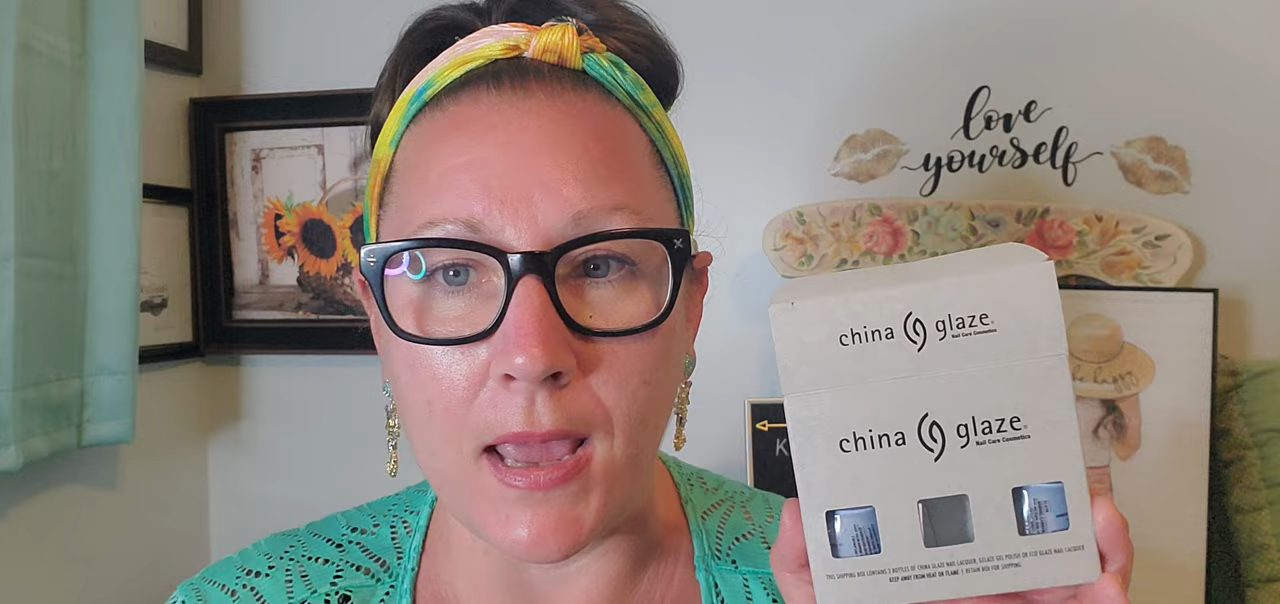 love
yourself
china glaze®
Nail Care Cosmetics
china glaze®
Nail Care Cosmetics
THIS SHIPPING BOX CONTAINS 2 BOTTLES OF CHINA GLAZE NAIL LACQUER, GELAZE GEL POLISH OR ECO GLAZE NAIL LACQUER
KEEP AWAY FROM HEAT OR FLAME | RETAIN BOX FOR SHIPPING
K